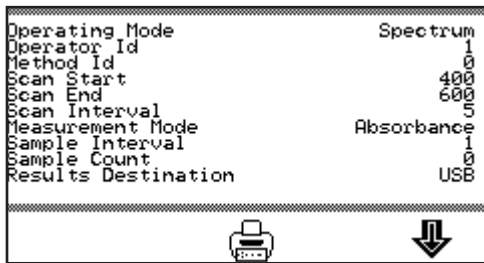 Operating Mode Spectrum
Operator Id 1
Method Id 0
Scan Start 400
Scan End 600
Scan Interval 5
Measurement Mode Absorbance
Sample Interval 1
Sample Count 0
Results Destination USB